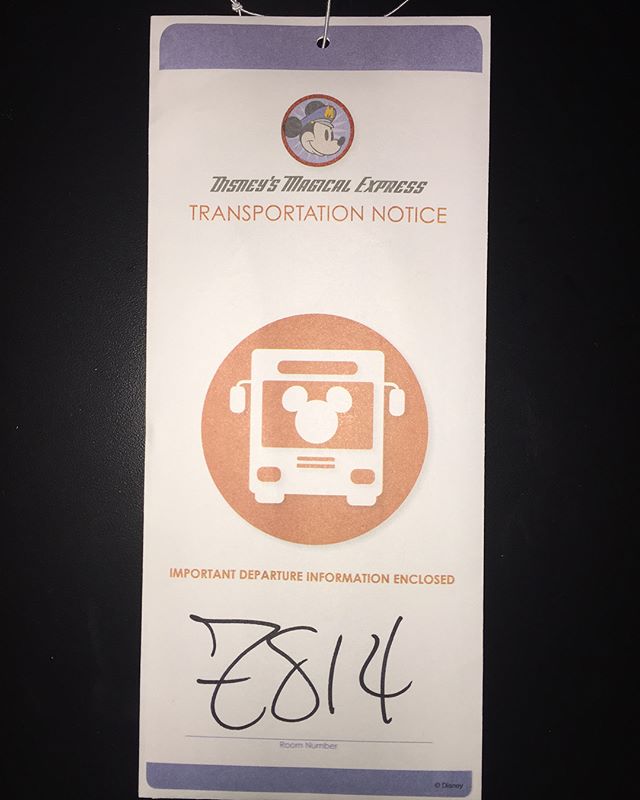 DISNEY'S MAGICAL EXPRESS
TRANSPORTATION NOTICE
IMPORTANT DEPARTURE INFORMATION ENCLOSED
7814
Room Number
© Disney